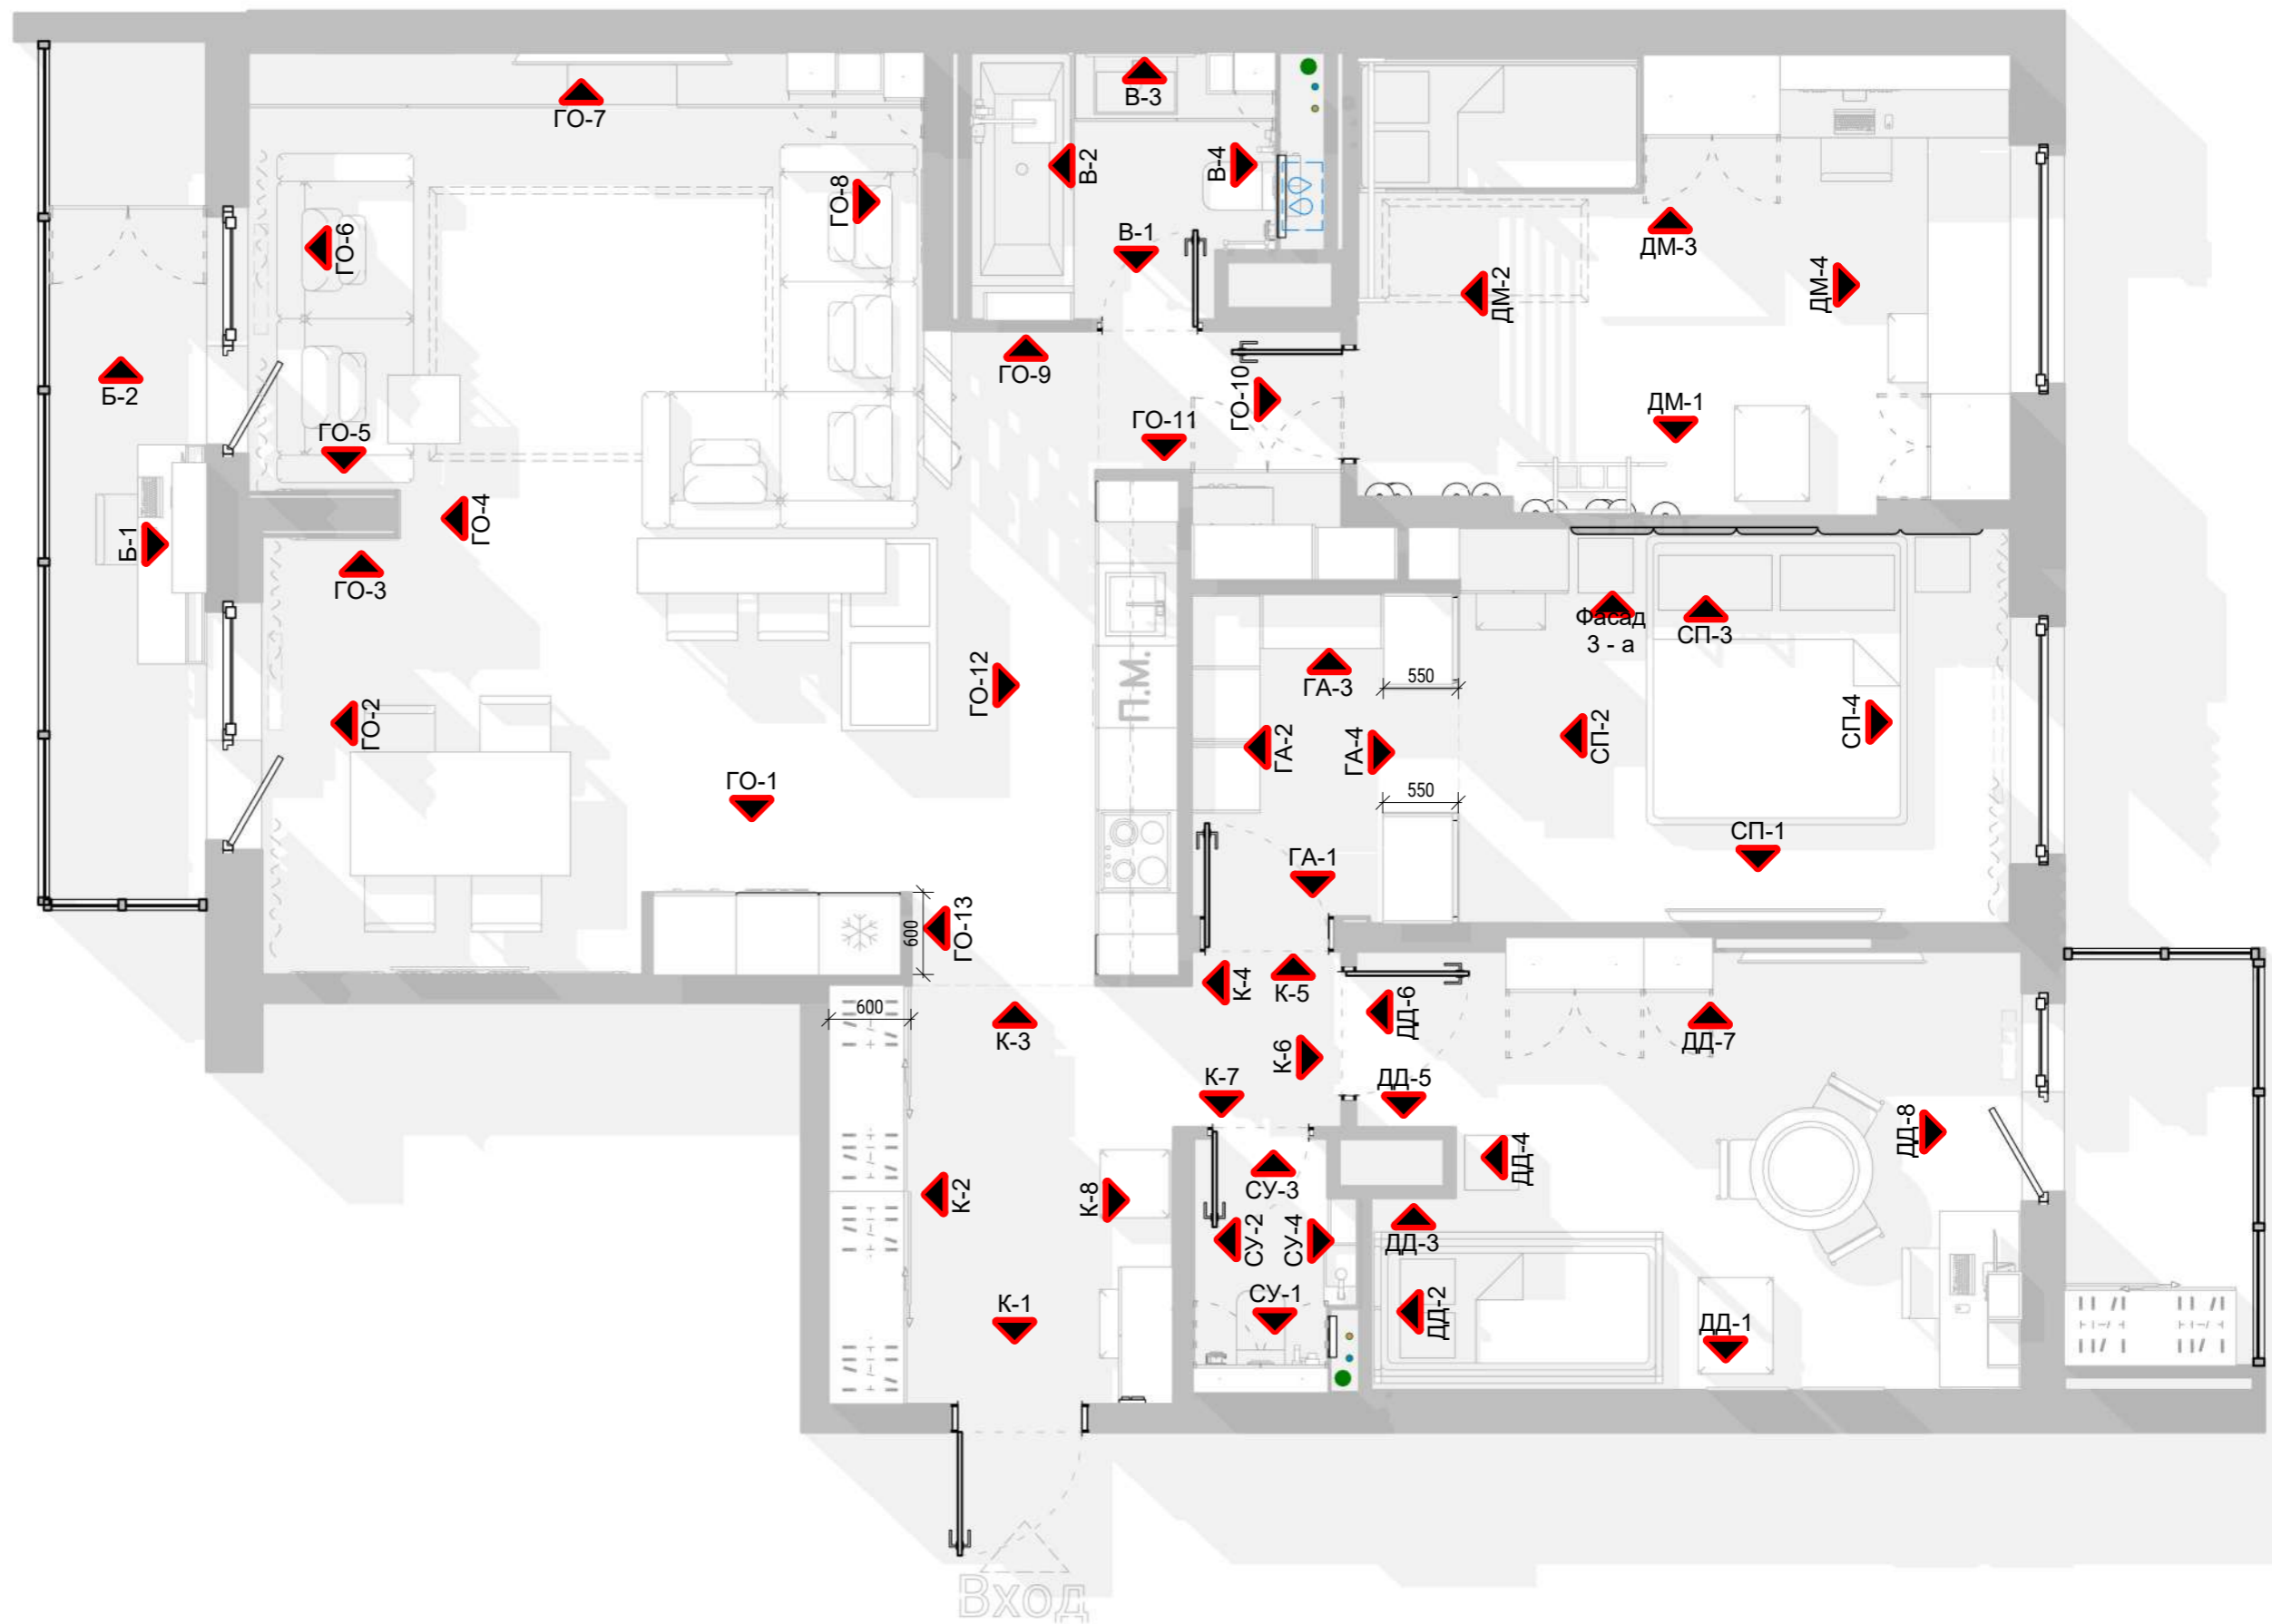 В-3
ГО-7
В-2
В-4
ГО-8
В-1
ДМ-3
ГО-6
ДМ-2
ДМ-4
ГО-9
Б-2
ГО-10
ДМ-1
ГО-5
ГО-11
ГО-4
Б-1
ГО-3
Фасад
3 - а
СП-3
ГО-12
П.М.
ГА-3
550
ГО-2
ГА-2
ГА-4
СП-2
СП-4
ГО-1
550
СП-1
ГА-1
600
ГО-13
К-4
К-5
ДД-6
600
К-3
ДД-7
К-6
К-7
ДД-5
ДД-8
ДД-4
К-2
К-8
СУ-3
СУ-2
СУ-4
ДД-3
К-1
СУ-1
ДД-2
ДД-1
Вход